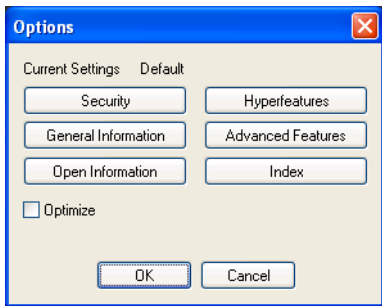 Options
Current Settings Default
Security Hyperfeatures
General Information Advanced Features
Open Information Index
Optimize
OK Cancel